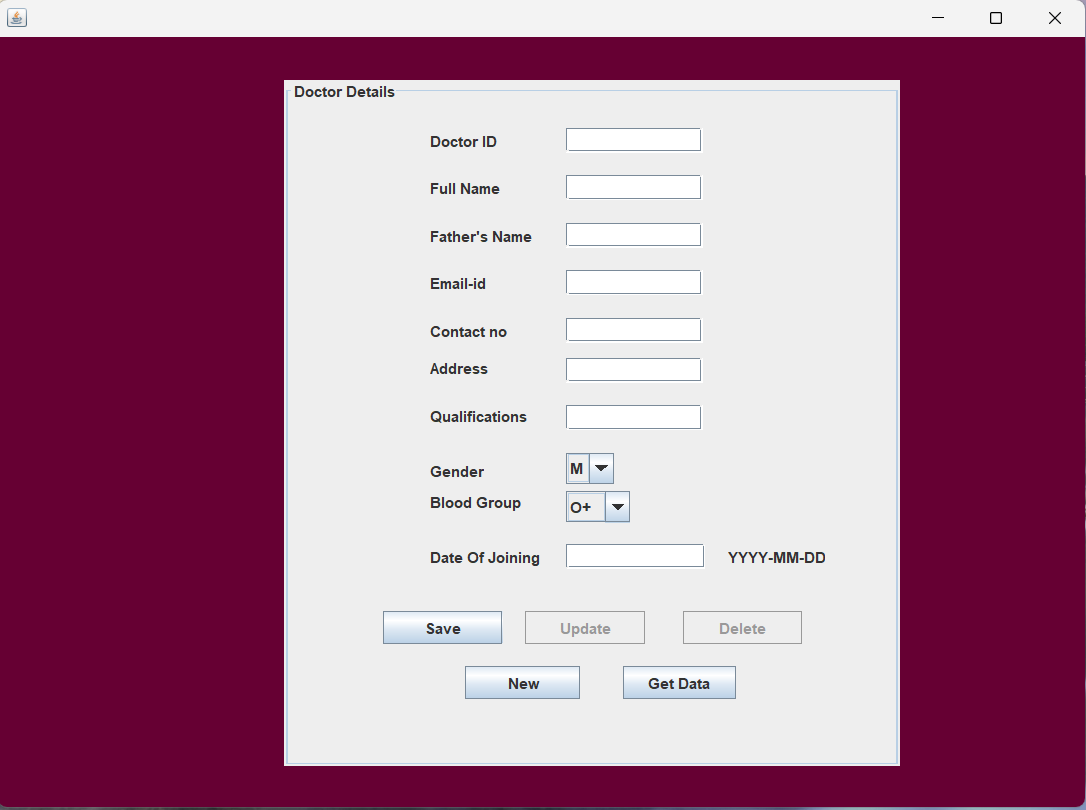 Doctor Details
Doctor ID
Full Name
Father's Name
Email-id
Contact no
Address
Qualifications
Gender M
Blood Group O+
Date Of Joining YYYY-MM-DD
Save Update Delete
New Get Data